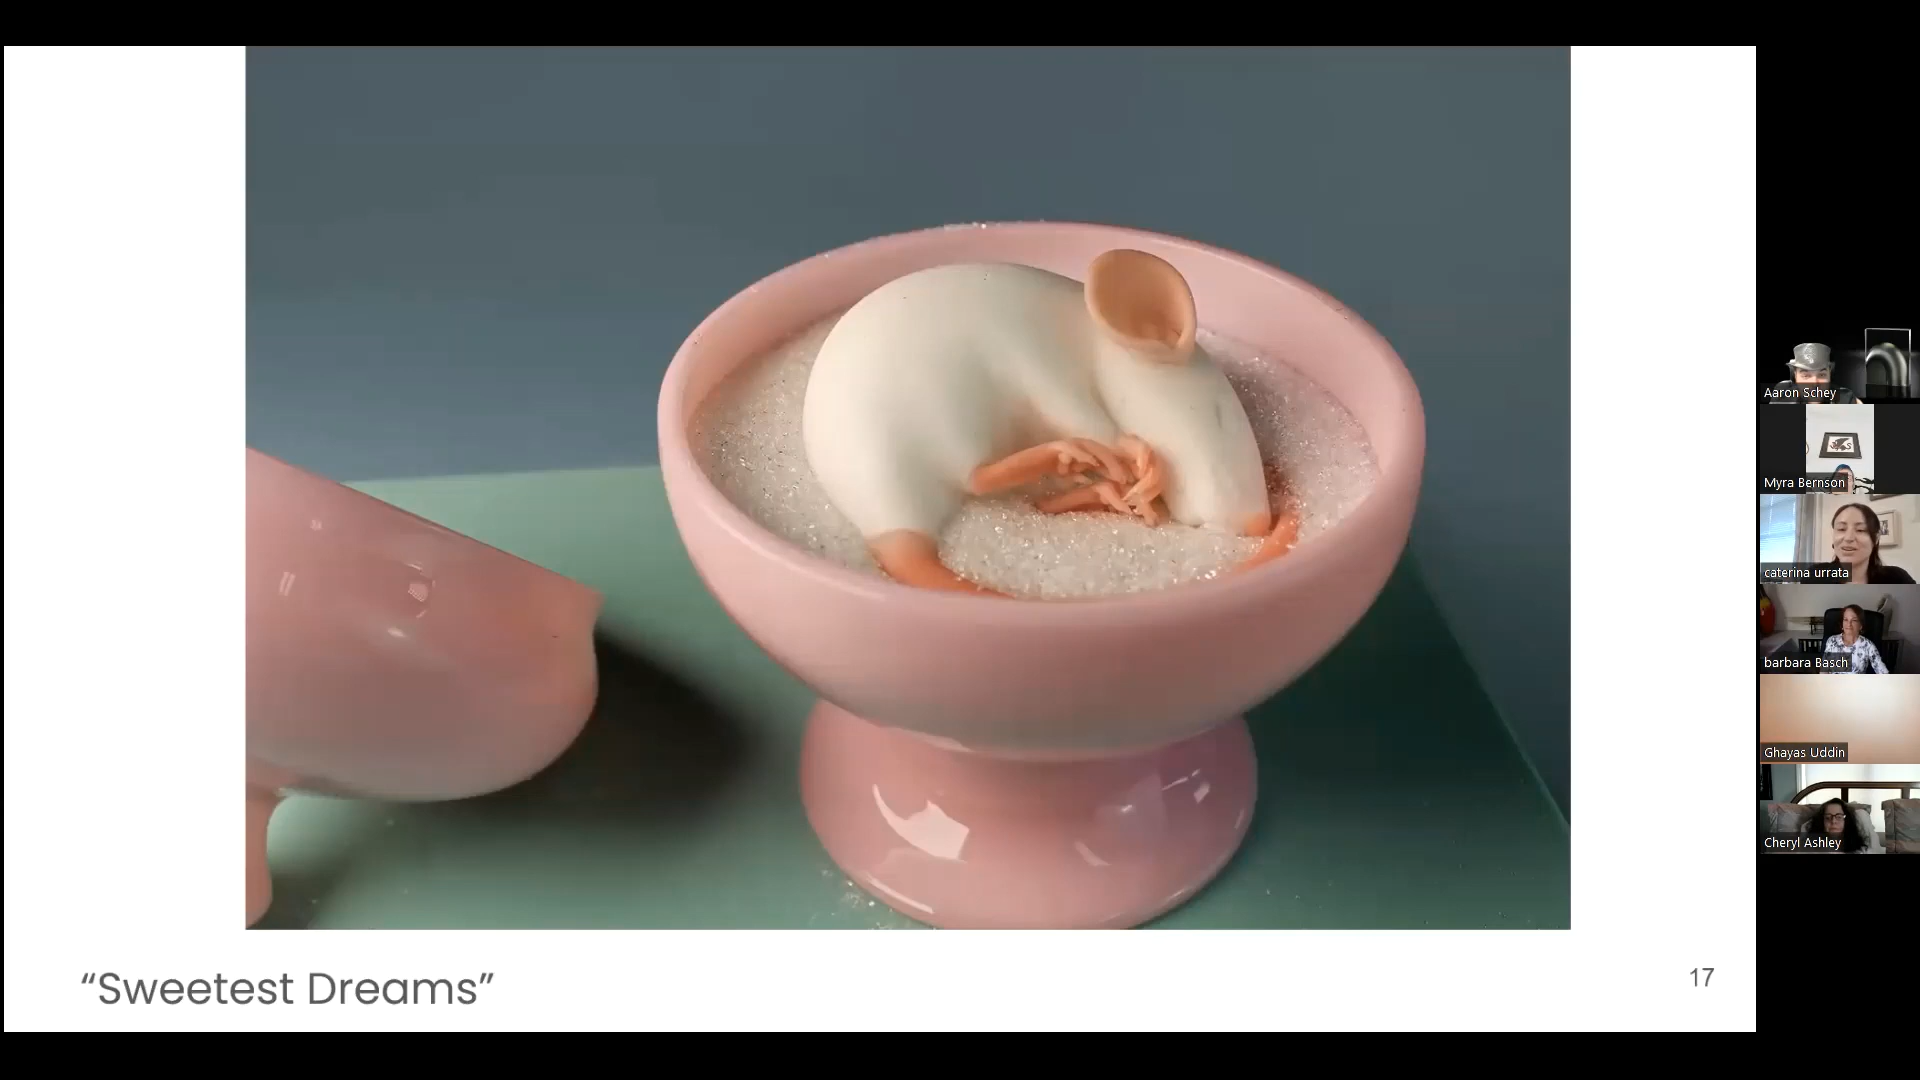 “Sweetest Dreams”
17
Aaron Schey
Myra Bernson
caterina urrata
barbara Basch
Ghayas Uddin
Cheryl Ashley